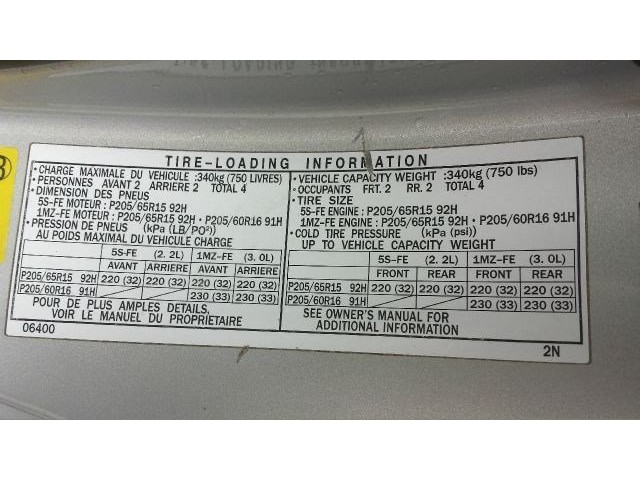 TIRE-LOADING INFORMATION
• CHARGE MAXIMALE DU VEHICULE :340kg (750 LIVRES)
• PERSONNES AVANT 2 ARRIERE 2 TOTAL 4
• DIMENSION DES PNEUS
5S-FE MOTEUR : P205/65R15 92H
1MZ-FE MOTEUR : P205/65R15 92H • P205/60R16 91H
• PRESSION DE PNEU (kPa (LB/PO²))
AU POIDS MAXIMAL DU VEHICULE CHARGE
5S-FE (2. 2L) 1MZ-FE (3. 0L)
AVANT ARRIERE AVANT ARRIERE
P205/65R15 92H 220 (32) 220 (32) 220 (32) 220 (32)
P205/60R16 91H 230 (33) 230 (33)
POUR DE PLUS AMPLES DETAILS.
VOIR LE MANUEL DU PROPRIETAIRE
06400
• VEHICLE CAPACITY WEIGHT :340kg (750 lbs)
• OCCUPANTS FRT. 2 RR. 2 TOTAL 4
• TIRE SIZE
5S-FE ENGINE : P205/65R15 92H
1MZ-FE ENGINE : P205/65R15 92H • P205/60R16 91H
• COLD TIRE PRESSURE (kPa (psi))
UP TO VEHICLE CAPACITY WEIGHT
5S-FE (2. 2L) 1MZ-FE (3. 0L)
FRONT REAR FRONT REAR
P205/65R15 92H 220 (32) 220 (32) 220 (32) 220 (32)
P205/60R16 91H 230 (33) 230 (33)
SEE OWNER'S MANUAL FOR
ADDITIONAL INFORMATION
2N